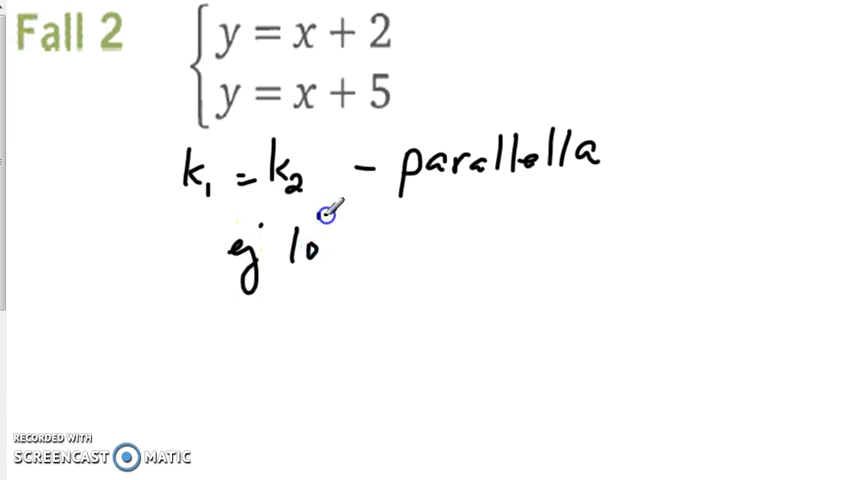 Fall 2
y = x + 2
y = x + 5
k₁ = k₂ - parallella
ej lö
RECORDED WITH
SCREENCAST MATIC